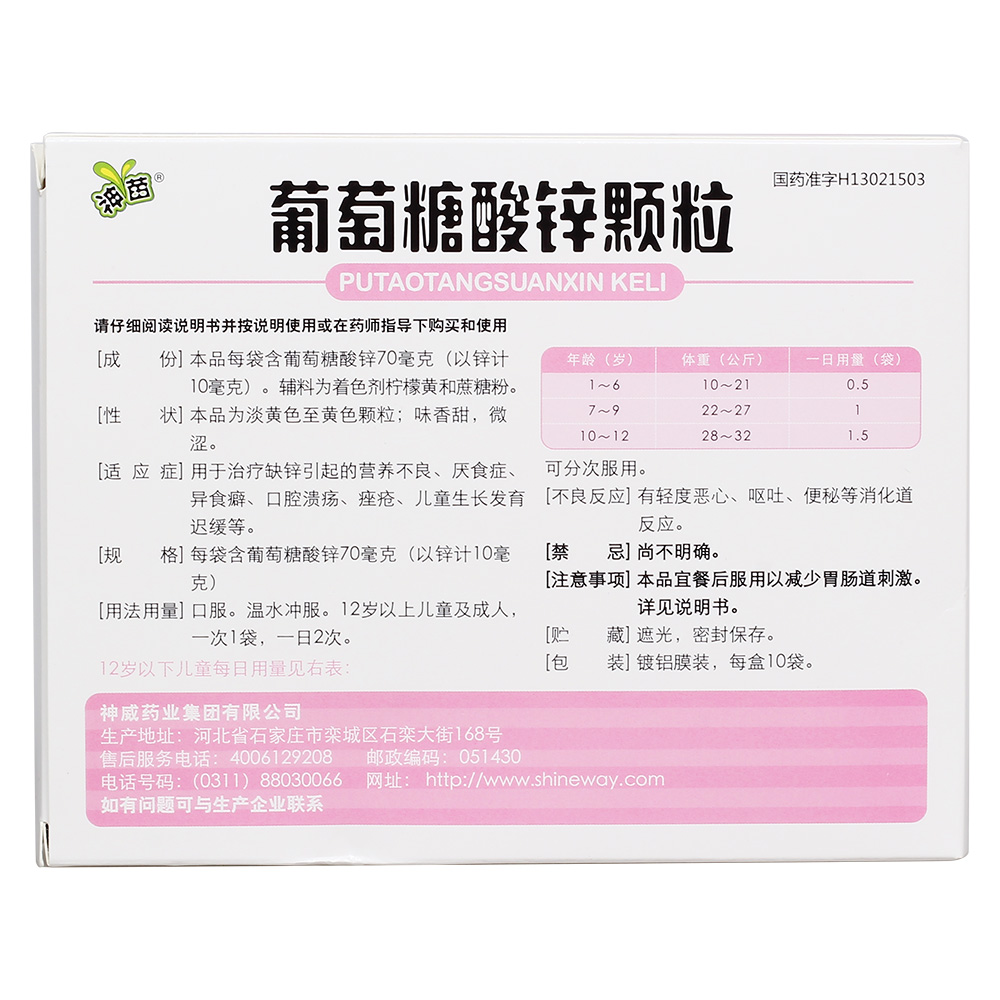 神苗®
国药准字H13021503
葡萄糖酸锌颗粒
PUTAOTANGSUANXIN KELI
请仔细阅读说明书并按说明使用或在药师指导下购买和使用
[成 份] 本品每袋含葡萄糖酸锌70毫克（以锌计
10毫克）。辅料为着色剂柠檬黄和蔗糖粉。
[性 状] 本品为淡黄色至黄色颗粒；味香甜，微
涩。
[适 应 症] 用于治疗缺锌引起的营养不良、厌食症、
异食癖、口腔溃疡、痤疮、儿童生长发育
迟缓等。
[规 格] 每袋含葡萄糖酸锌70毫克（以锌计10毫
克）
[用法用量] 口服。温水冲服。12岁以上儿童及成人，
一次1袋，一日2次。
12岁以下儿童每日用量见右表：
年龄（岁） 体重（公斤） 一日用量（袋）
1～6 10～21 0.5
7～9 22～27 1
10～12 28～32 1.5
可分次服用。
[不良反应] 有轻度恶心、呕吐、便秘等消化道
反应。
[禁 忌] 尚不明确。
[注意事项] 本品宜餐后服用以减少胃肠道刺激。
详见说明书。
[贮 藏] 遮光，密封保存。
[包 装] 镀铝膜装，每盒10袋。
神威药业集团有限公司
生产地址：河北省石家庄市栾城区石栾大街168号
售后服务电话：4006129208 邮政编码：051430
电话号码：(0311) 88030066 网址： http://www.shineway.com
如有问题可与生产企业联系